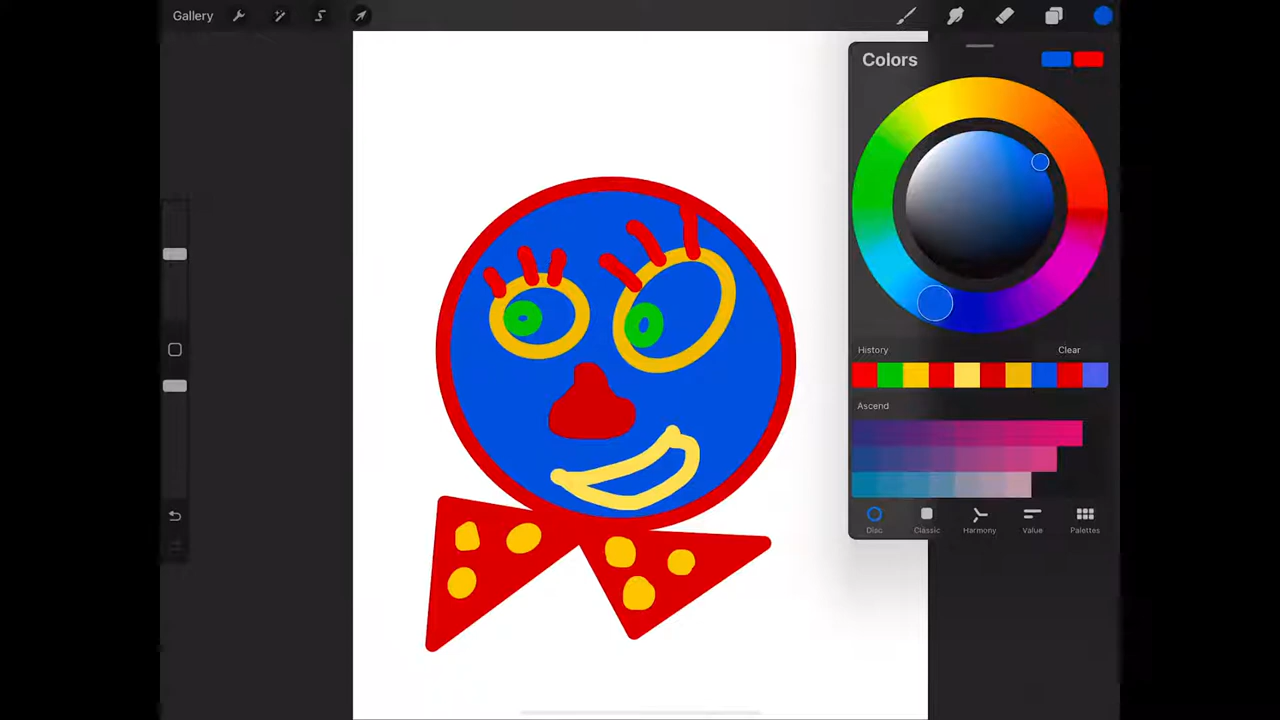 Gallery
Colors
History Clear
Ascend
Disc Classic Harmony Value Palettes